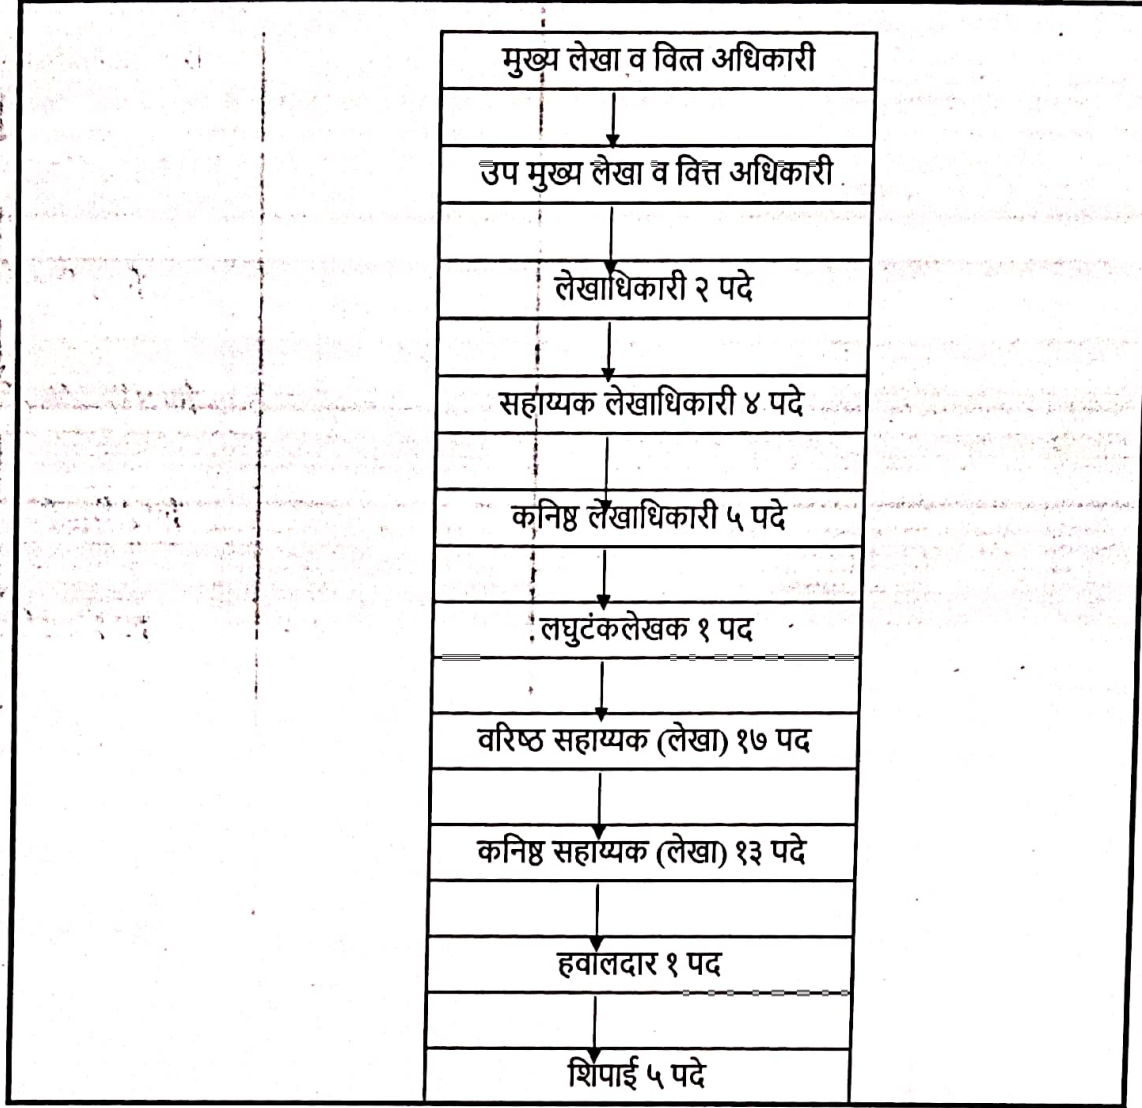 मुख्य लेखा व वित्त अधिकारी
उप मुख्य लेखा व वित्त अधिकारी
लेखाधिकारी २ पदे
सहाय्यक लेखाधिकारी ४ पदे
कनिष्ठ लेखाधिकारी ५ पदे
लघुटंकलेखक १ पद
वरिष्ठ सहाय्यक (लेखा) १७ पद
कनिष्ठ सहाय्यक (लेखा) १३ पदे
हवालदार १ पद
शिपाई ५ पदे